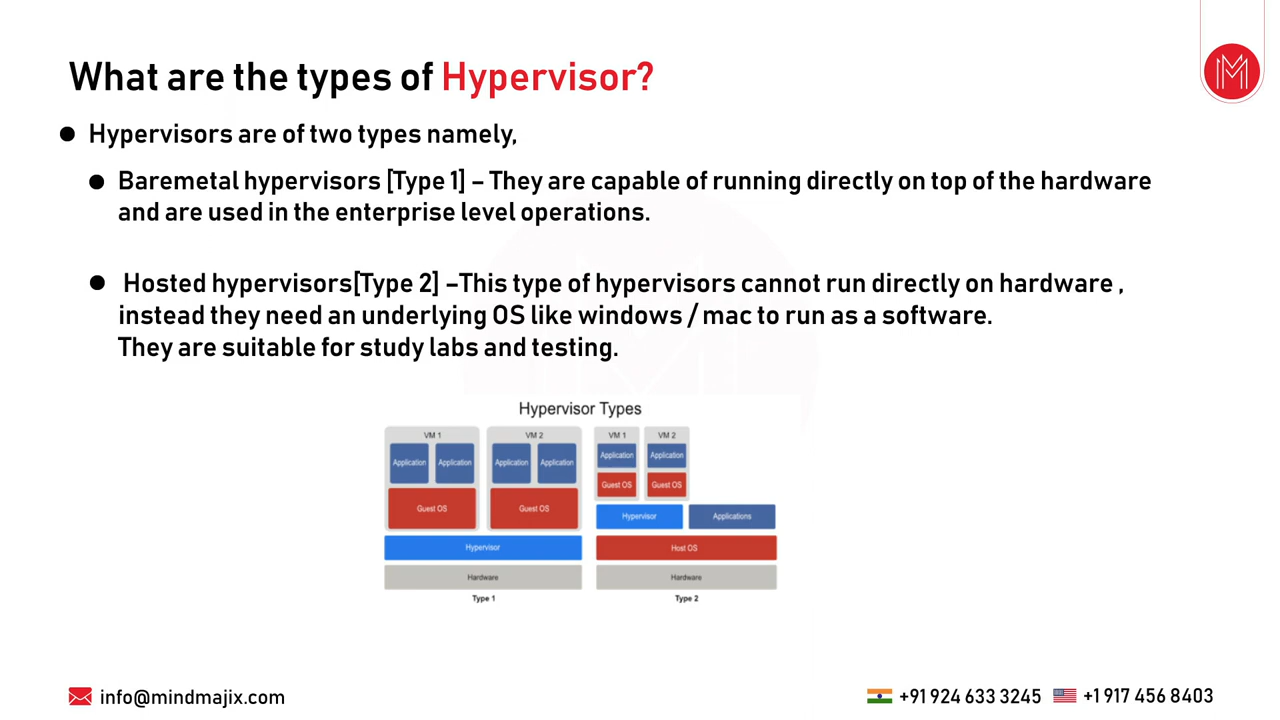 What are the types of Hypervisor?
Hypervisors are of two types namely,
Baremetal hypervisors [Type 1] – They are capable of running directly on top of the hardware
and are used in the enterprise level operations.
Hosted hypervisors[Type 2] –This type of hypervisors cannot run directly on hardware ,
instead they need an underlying OS like windows / mac to run as a software.
They are suitable for study labs and testing.
Hypervisor Types
VM 1
VM 2
Application Application
Application Application
Guest OS
Guest OS
Hypervisor
Hardware
Type 1
VM 1
VM 2
Application
Application
Guest OS
Guest OS
Hypervisor
Applications
Host OS
Hardware
Type 2
info@mindmajix.com
+91 924 633 3245
+1 917 456 8403